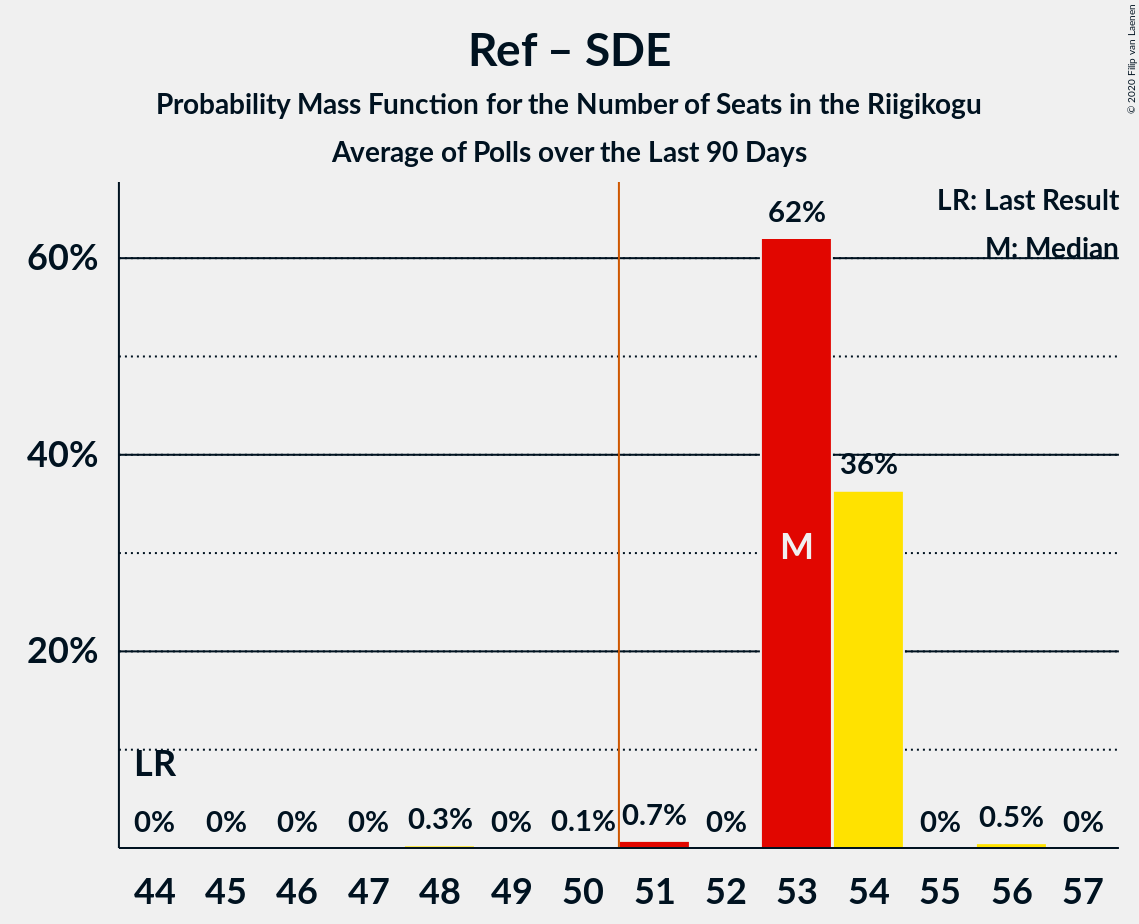 Ref – SDE
Probability Mass Function for the Number of Seats in the Riigikogu
Average of Polls over the Last 90 Days
© 2020 Filip van Laenen
LR: Last Result
M: Median
60%
40%
20%
62%
36%
M
LR
0%
0%
0%
0%
0.3%
0%
0.1%
0.7%
0%
0%
0.5%
0%
44 45 46 47 48 49 50 51 52 53 54 55 56 57